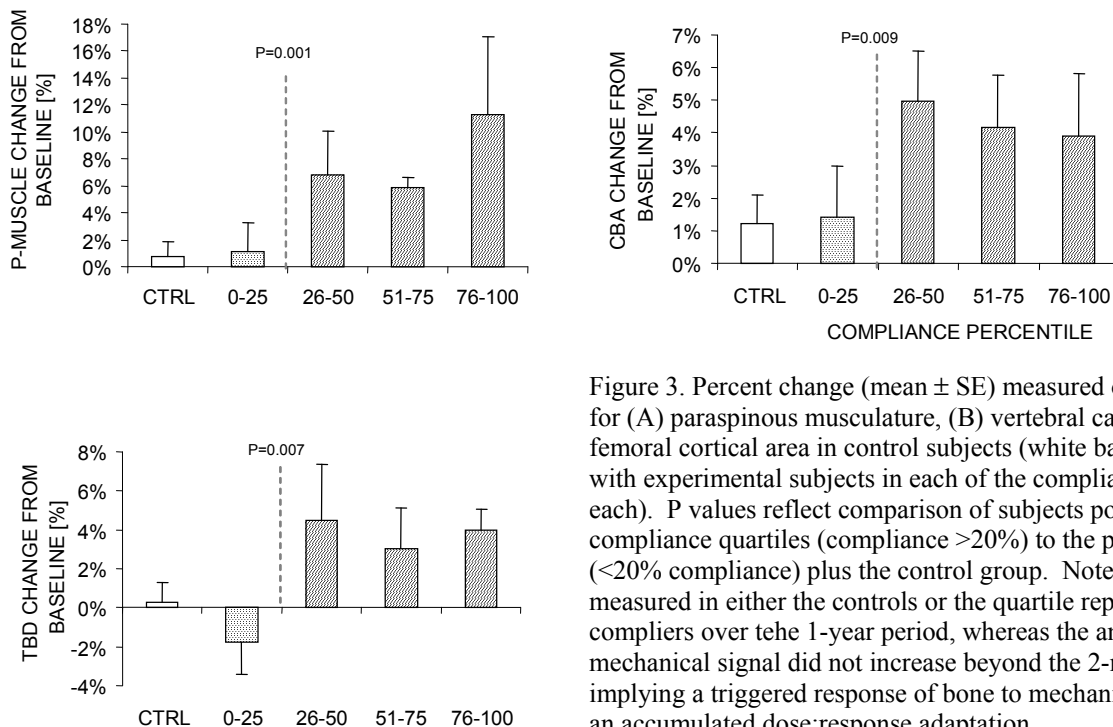 P-MUSCLE CHANGE FROM
BASELINE [%]
18%
16%
14%
12%
10%
8%
6%
4%
2%
0%
P=0.001
CTRL 0-25 26-50 51-75 76-100
CBA CHANGE FROM
BASELINE [%]
7%
6%
5%
4%
3%
2%
1%
0%
P=0.009
CTRL 0-25 26-50 51-75 76-100
COMPLIANCE PERCENTILE
TBD CHANGE FROM
BASELINE [%]
8%
6%
4%
2%
0%
-2%
-4%
P=0.007
CTRL 0-25 26-50 51-75 76-100
Figure 3. Percent change (mean ± SE) measured
for (A) paraspinous musculature, (B) vertebral ca
femoral cortical area in control subjects (white ba
with experimental subjects in each of the complia
each). P values reflect comparison of subjects po
compliance quartiles (compliance >20%) to the p
(<20% compliance) plus the control group. Note
measured in either the controls or the quartile rep
compliers over tehe 1-year period, whereas the an
mechanical signal did not increase beyond the 2-m
implying a triggered response of bone to mechani
an accumulated dose:response adaptation